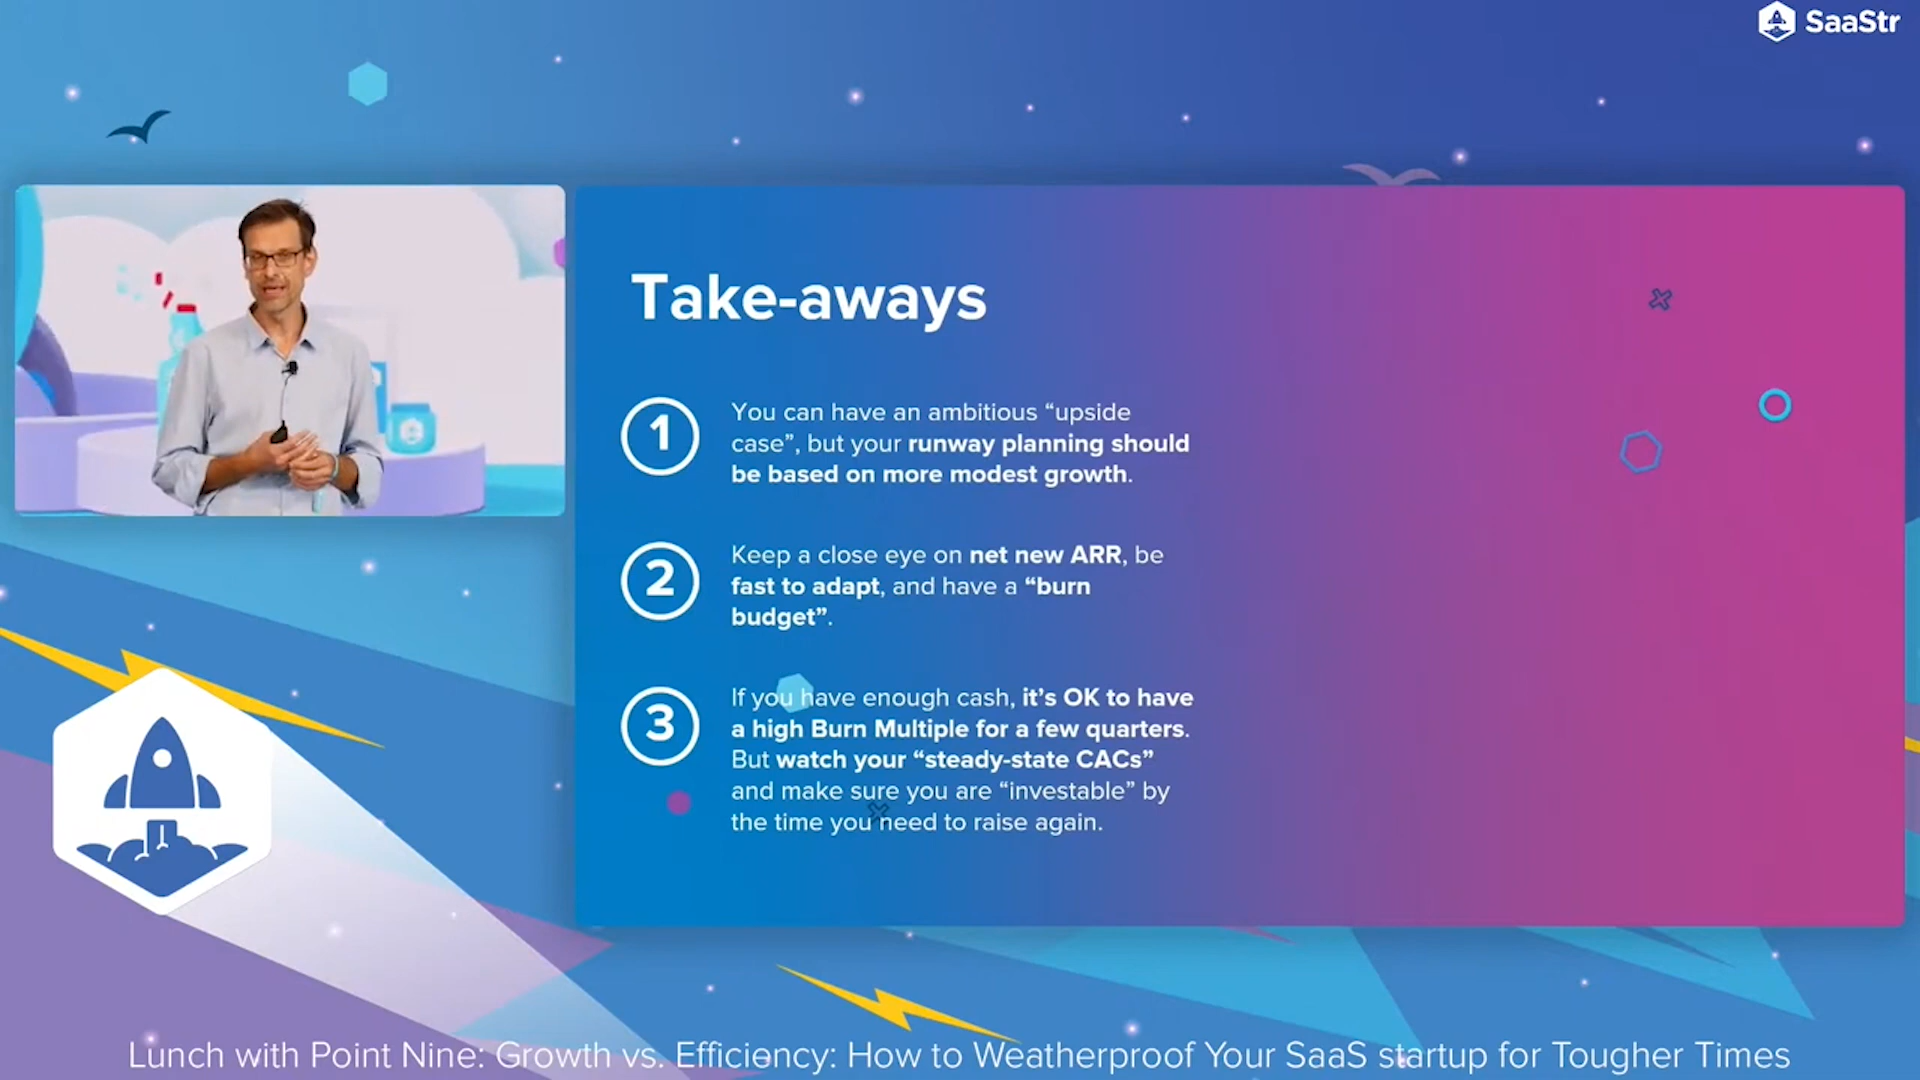 SaaStr
Take-aways
1
You can have an ambitious “upside
case”, but your runway planning should
be based on more modest growth.
2
Keep a close eye on net new ARR, be
fast to adapt, and have a “burn
budget”.
3
If you have enough cash, it’s OK to have
a high Burn Multiple for a few quarters.
But watch your “steady-state CACs”
and make sure you are “investable” by
the time you need to raise again.
Lunch with Point Nine: Growth vs. Efficiency: How to Weatherproof Your SaaS startup for Tougher Times